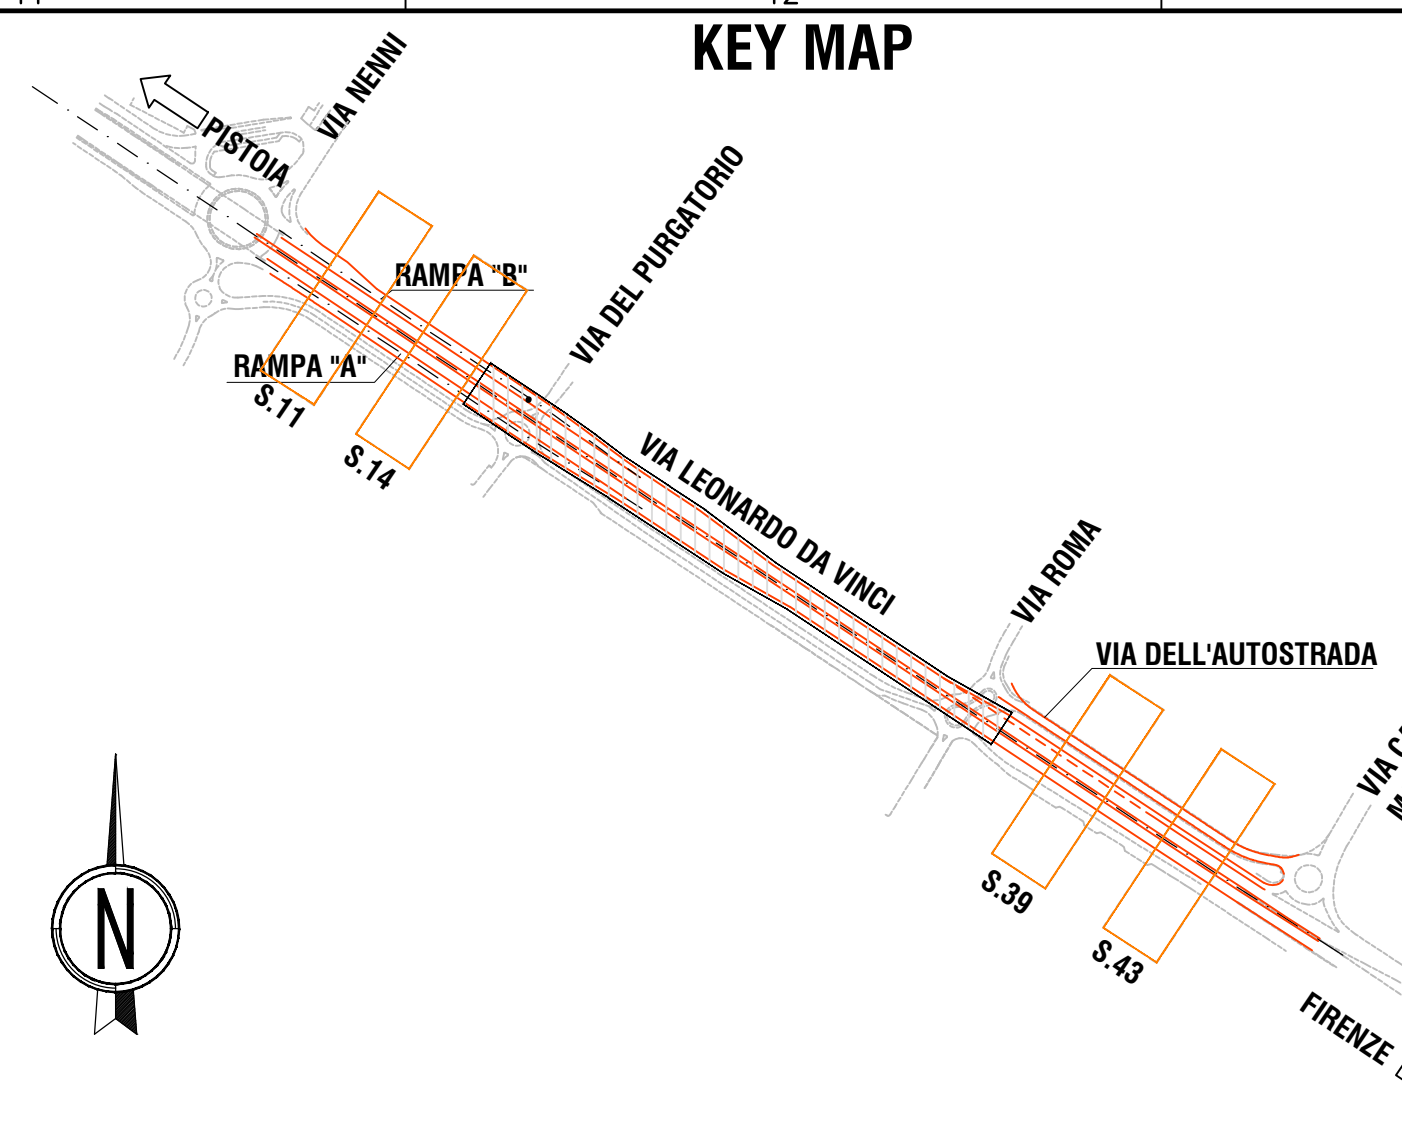 KEY MAP
VIA NENNI
PISTOIA
VIA DEL PURGATORIO
RAMPA "B"
RAMPA "A"
S.11
S.14
VIA LEONARDO DA VINCI
VIA ROMA
VIA DELL'AUTOSTRADA
VIA
S.39
S.43
N
FIRENZE